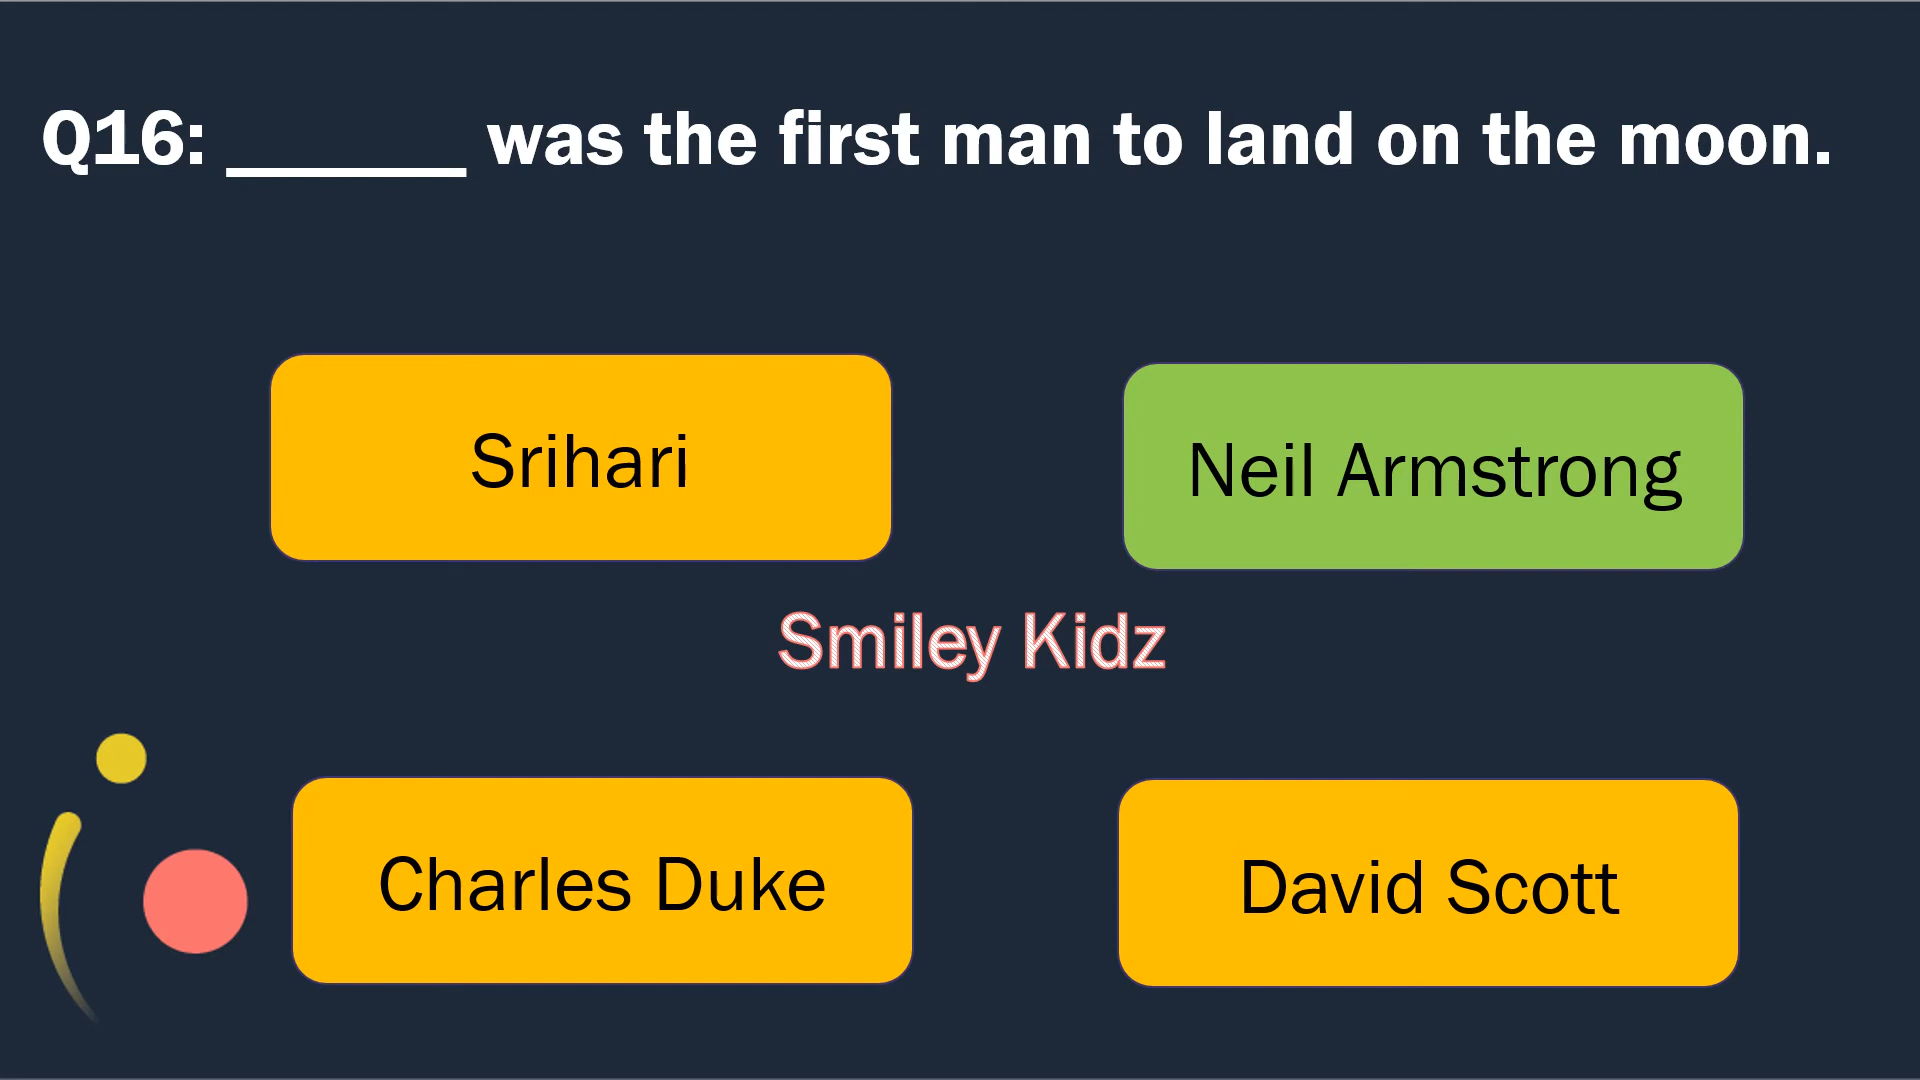 Q16: ______ was the first man to land on the moon.
Srihari
Neil Armstrong
Smiley Kidz
Charles Duke
David Scott